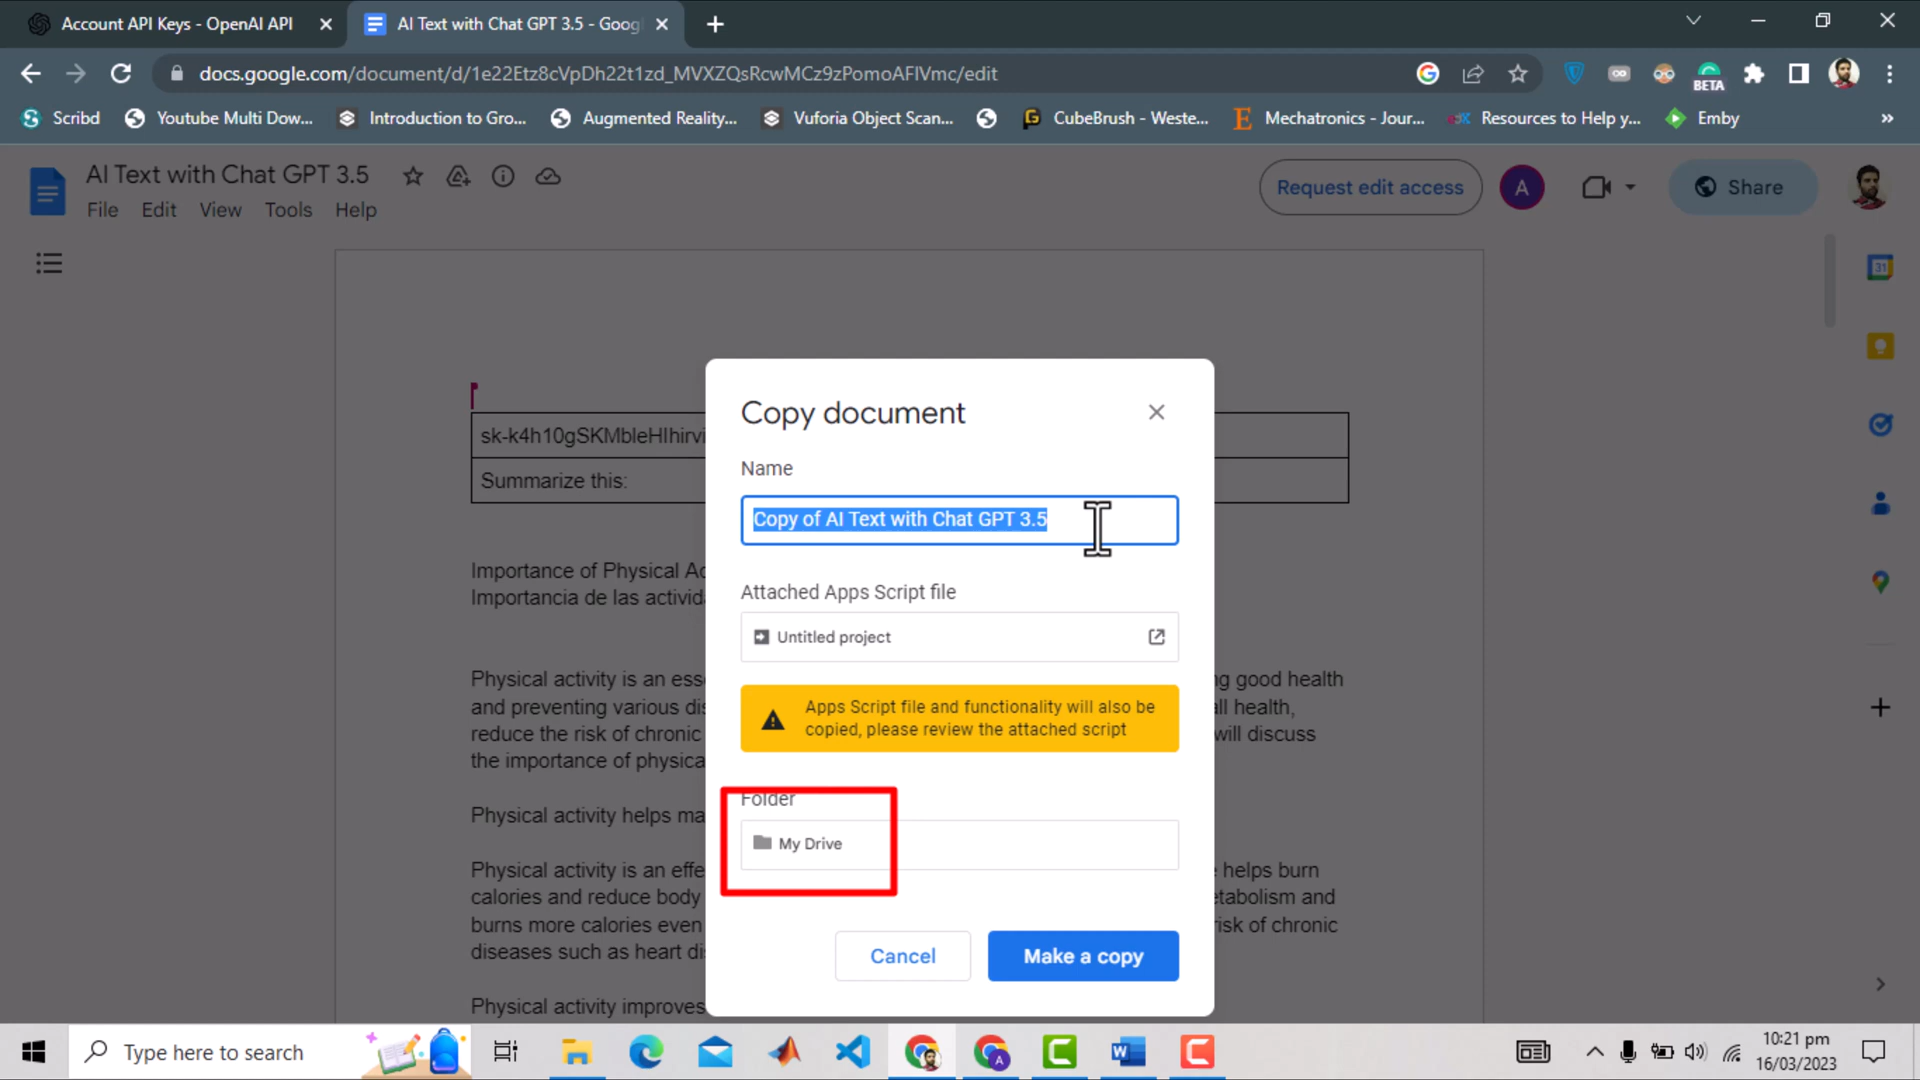 Account API Keys - OpenAI API
AI Text with Chat GPT 3.5 - Goog
docs.google.com/document/d/1e22Etz8cVpDh22t1zd_MVXZQsRcwMCz9zPomoAFlVmc/edit
BETA
Scribd
Youtube Multi Dow...
Introduction to Gro...
Augmented Reality...
Vuforia Object Scan...
CubeBrush - Weste...
Mechatronics - Jour...
Resources to Help y...
Emby
»
AI Text with Chat GPT 3.5
Request edit access
A
Share
File Edit View Tools Help
31
Copy document
sk-k4h10gSKMbleHIhirvi
Name
Summarize this:
Copy of AI Text with Chat GPT 3.5
Importance of Physical Ac
Importancia de las activid
Attached Apps Script file
Untitled project
Physical activity is an ess
ng good health
and preventing various di
all health,
reduce the risk of chronic
will discuss
the importance of physica
Apps Script file and functionality will also be
copied, please review the attached script
Folder
My Drive
Physical activity helps ma
Physical activity is an effe
helps burn
calories and reduce body
etabolism and
burns more calories even
risk of chronic
diseases such as heart di
Cancel
Make a copy
Physical activity improves
Type here to search
A
10:21 pm
16/03/2023